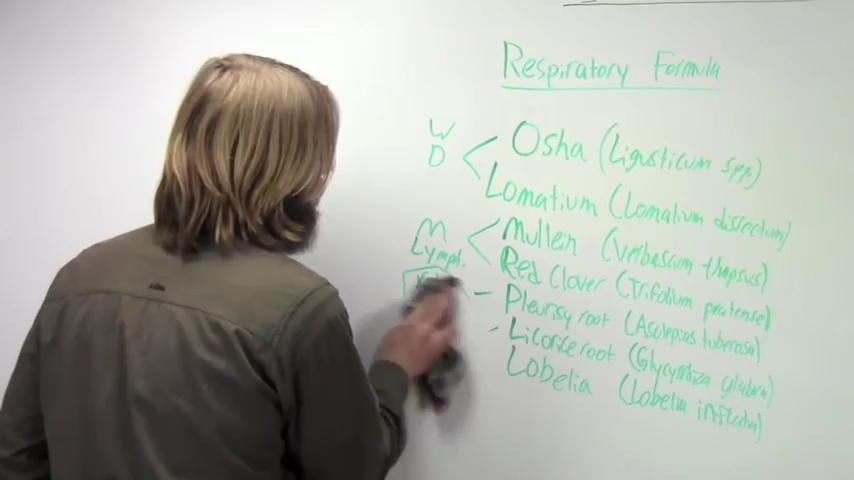 Respiratory Formula
W
D
Osha (Ligusticum spp)
Lomatium (Lomatium dissectum)
M
Lymph.
Mullein (Verbascum thapsus)
Red Clover (Trifolium pratense)
Pleurisy root (Asclepias tuberosa)
Licorice root (Glycyrrhiza glabra)
Lobelia (Lobelia inflata)